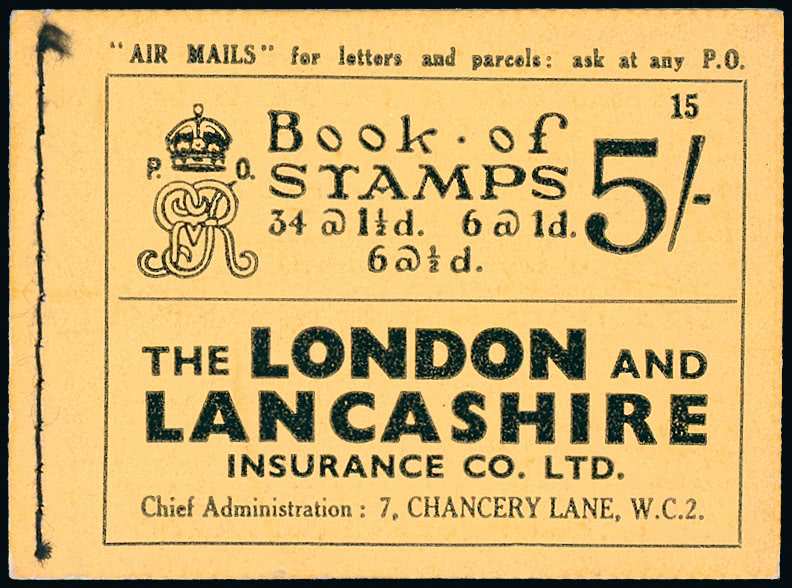 "AIR MAILS" for letters and parcels: ask at any P.O.
15
Book · of
STAMPS
5/-
P. O.
GRV
34 @ 1½d. 6 @ 1d.
6 @ ½d.
THE LONDON AND
LANCASHIRE
INSURANCE CO. LTD.
Chief Administration: 7, CHANCERY LANE, W.C.2.